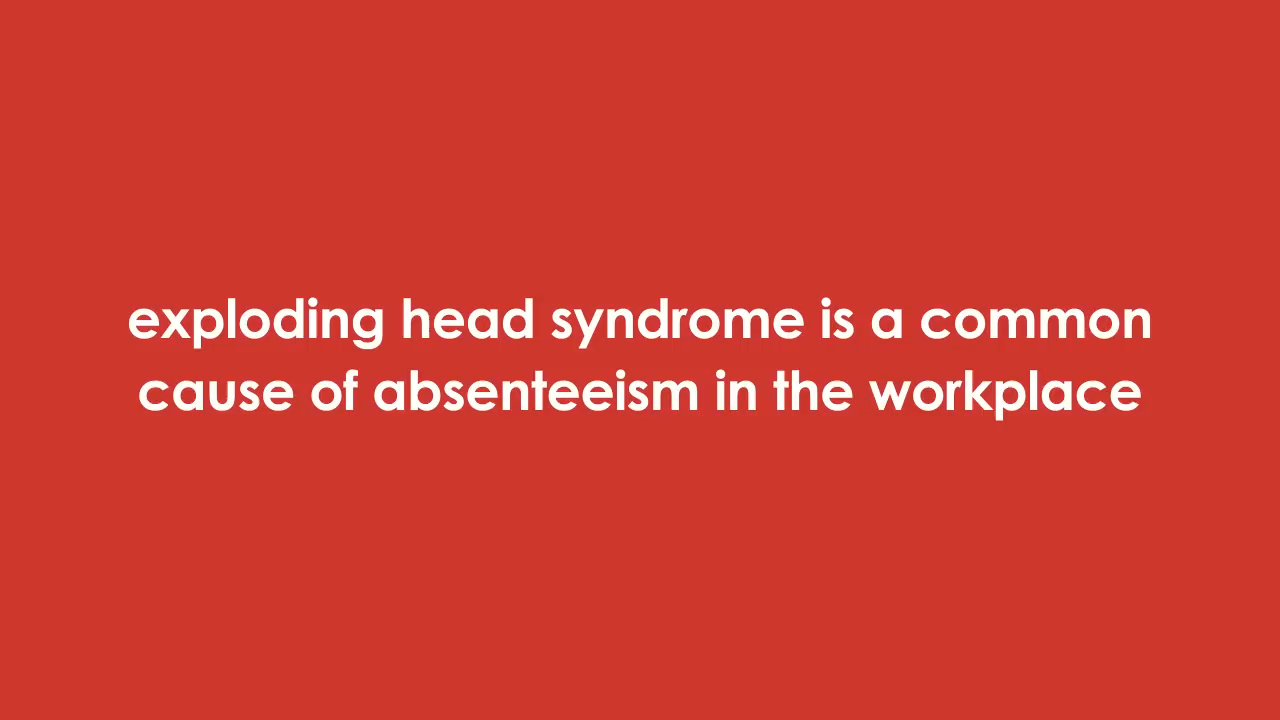 exploding head syndrome is a common
cause of absenteeism in the workplace